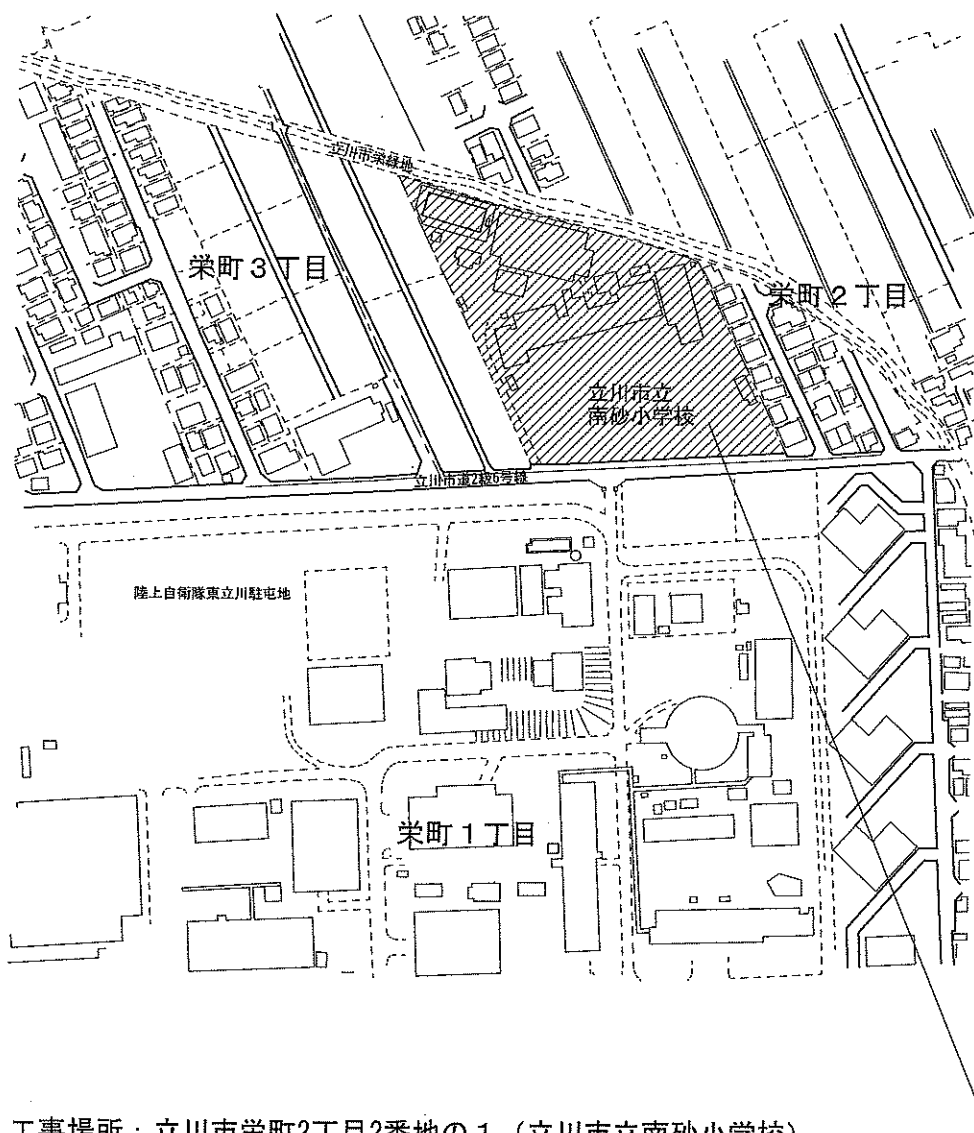 立川市栄緑地
栄町３丁目
栄町２丁目
立川市立
南砂小学校
立川市道2級6号線
陸上自衛隊東立川駐屯地
栄町１丁目
工事場所：立川市栄町2丁目2番地の１（立川市立南砂小学校）